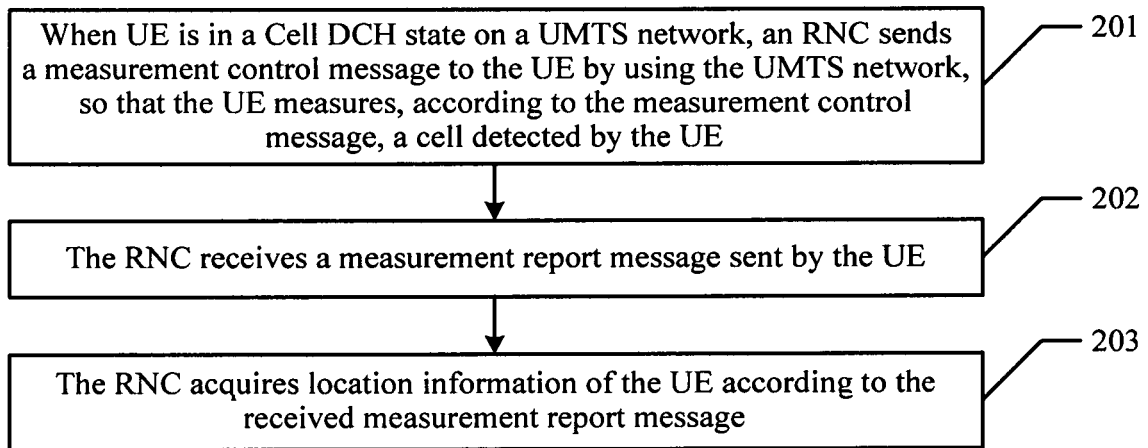 When UE is in a Cell DCH state on a UMTS network, an RNC sends
a measurement control message to the UE by using the UMTS network,
so that the UE measures, according to the measurement control
message, a cell detected by the UE
201
The RNC receives a measurement report message sent by the UE
202
The RNC acquires location information of the UE according to the
received measurement report message
203